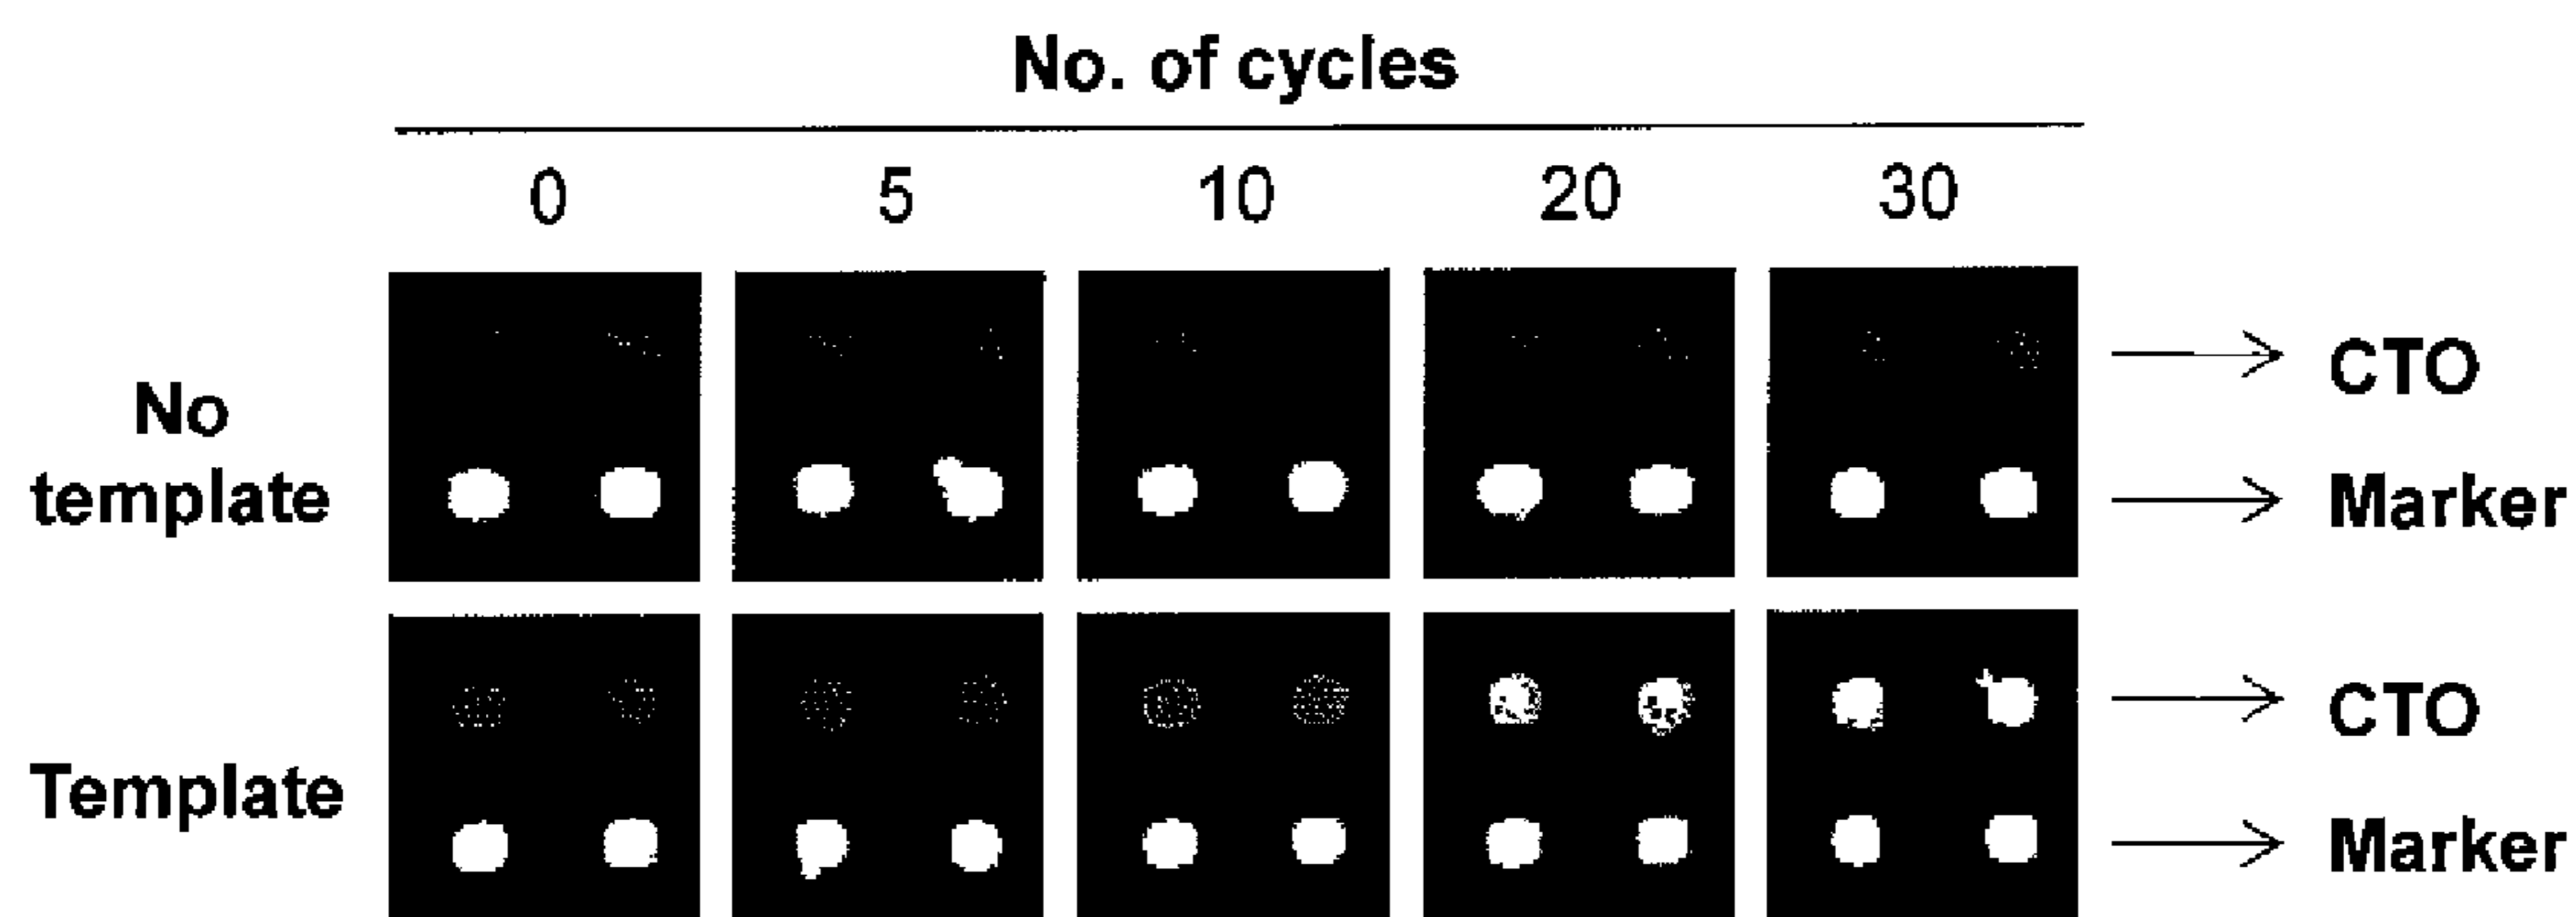 No. of cycles
0 5 10 20 30
No
template
CTO
Marker
Template
CTO
Marker